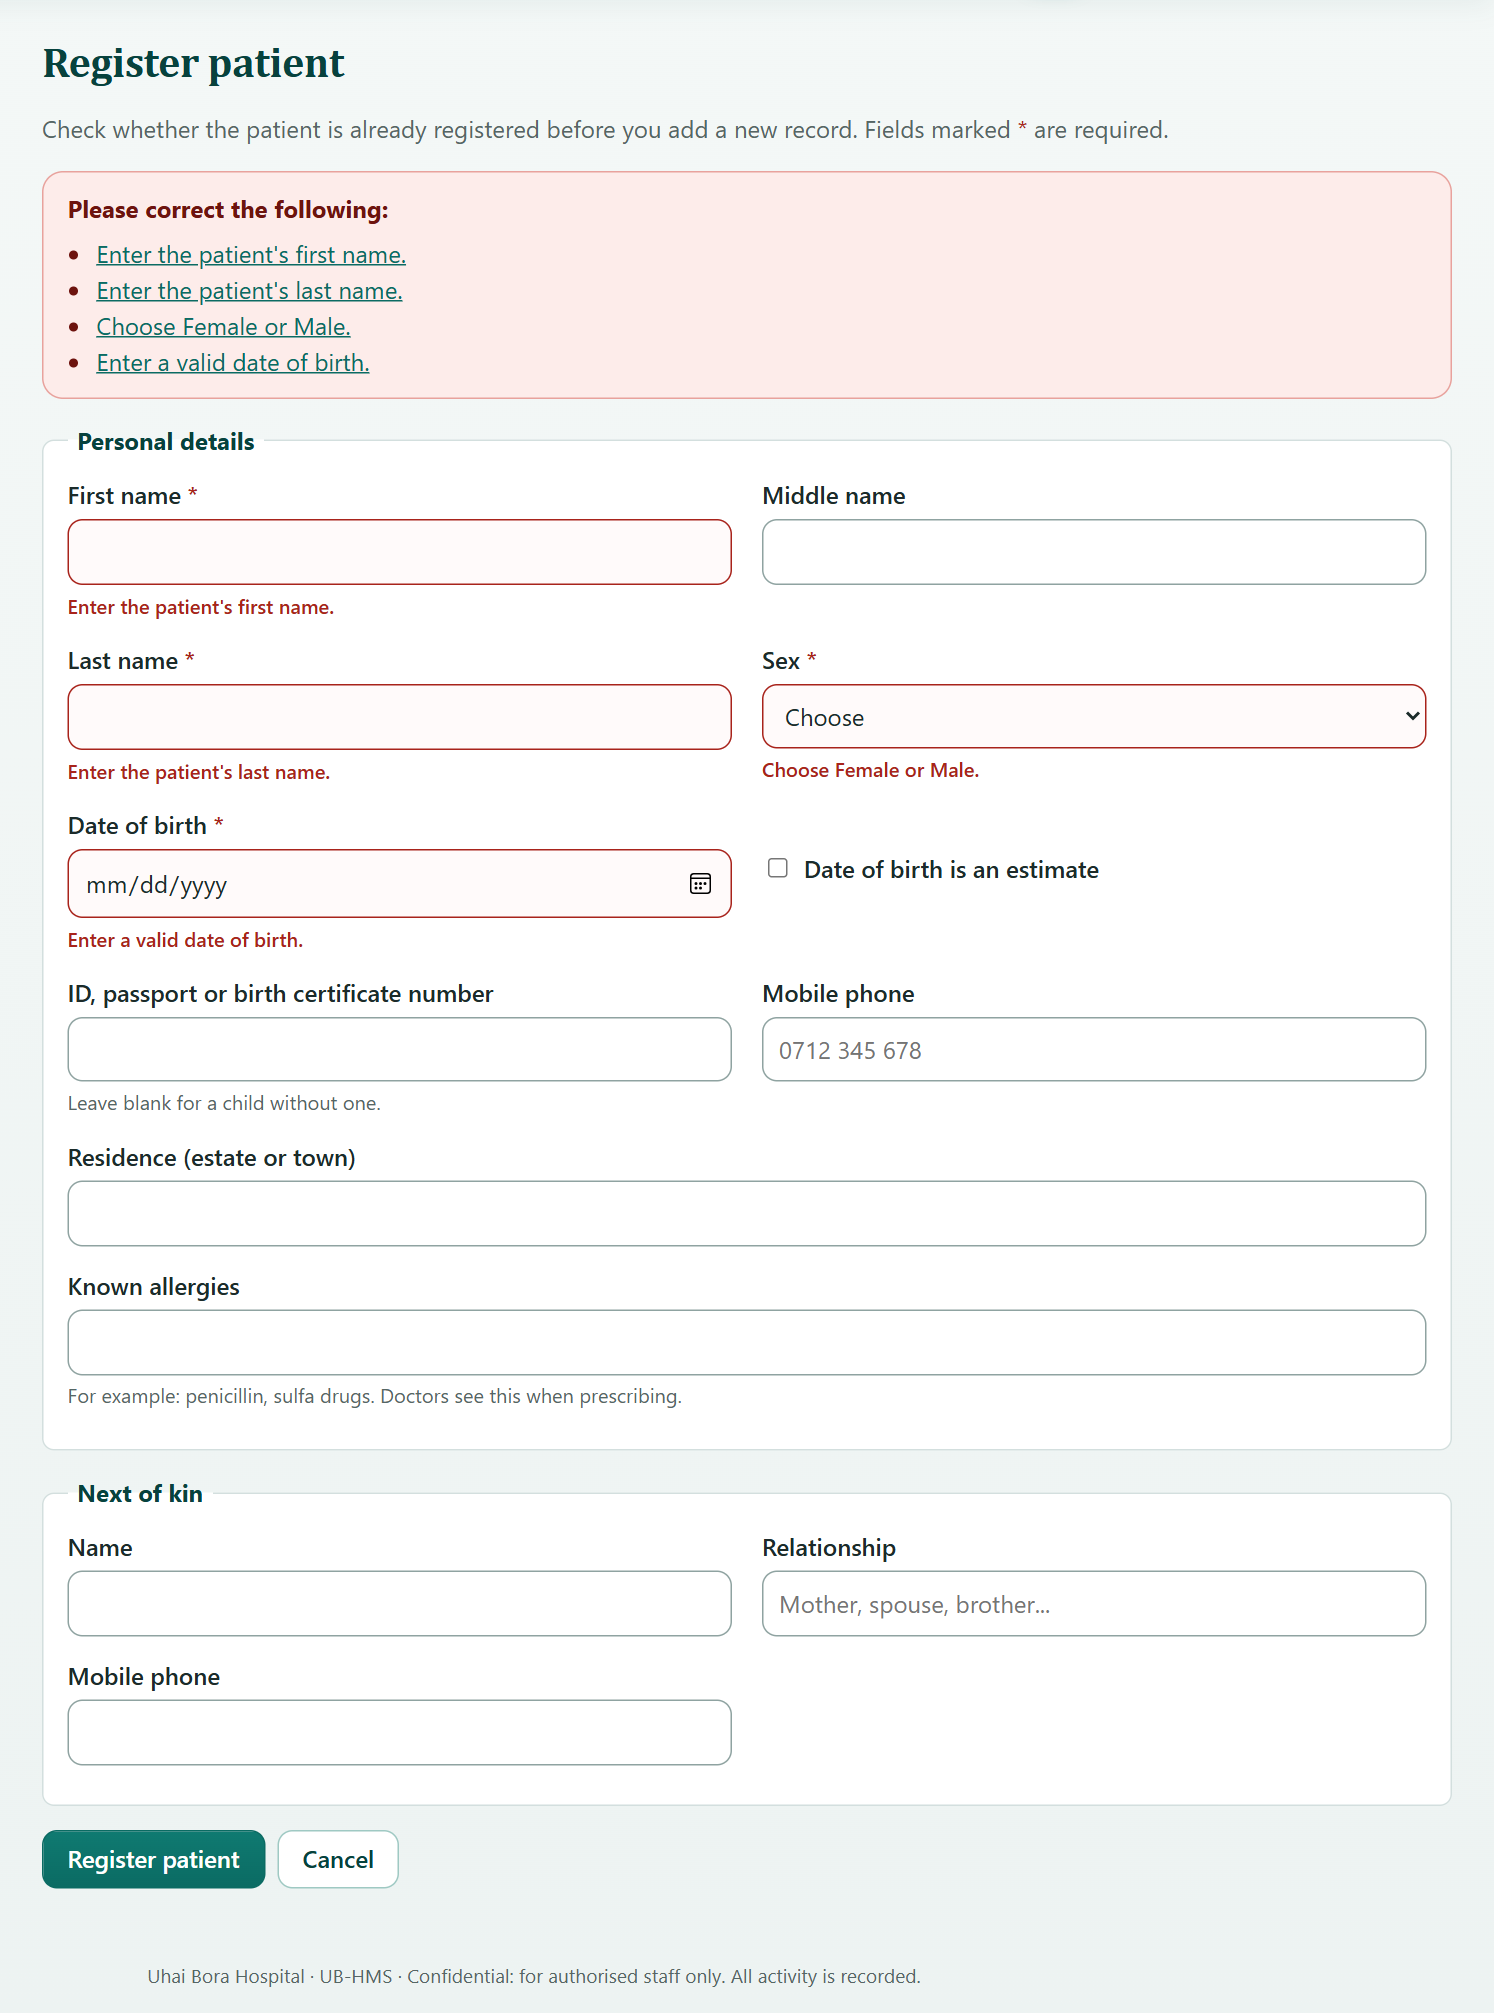 Register patient
Check whether the patient is already registered before you add a new record. Fields marked * are required.
Please correct the following:
• Enter the patient's first name.
• Enter the patient's last name.
• Choose Female or Male.
• Enter a valid date of birth.
Personal details
First name *
Middle name
Enter the patient's first name.
Last name *
Sex *
Choose
Enter the patient's last name.
Choose Female or Male.
Date of birth *
mm/dd/yyyy
Date of birth is an estimate
Enter a valid date of birth.
ID, passport or birth certificate number
Mobile phone
0712 345 678
Leave blank for a child without one.
Residence (estate or town)
Known allergies
For example: penicillin, sulfa drugs. Doctors see this when prescribing.
Next of kin
Name
Relationship
Mother, spouse, brother...
Mobile phone
Register patient
Cancel
Uhai Bora Hospital · UB-HMS · Confidential: for authorised staff only. All activity is recorded.